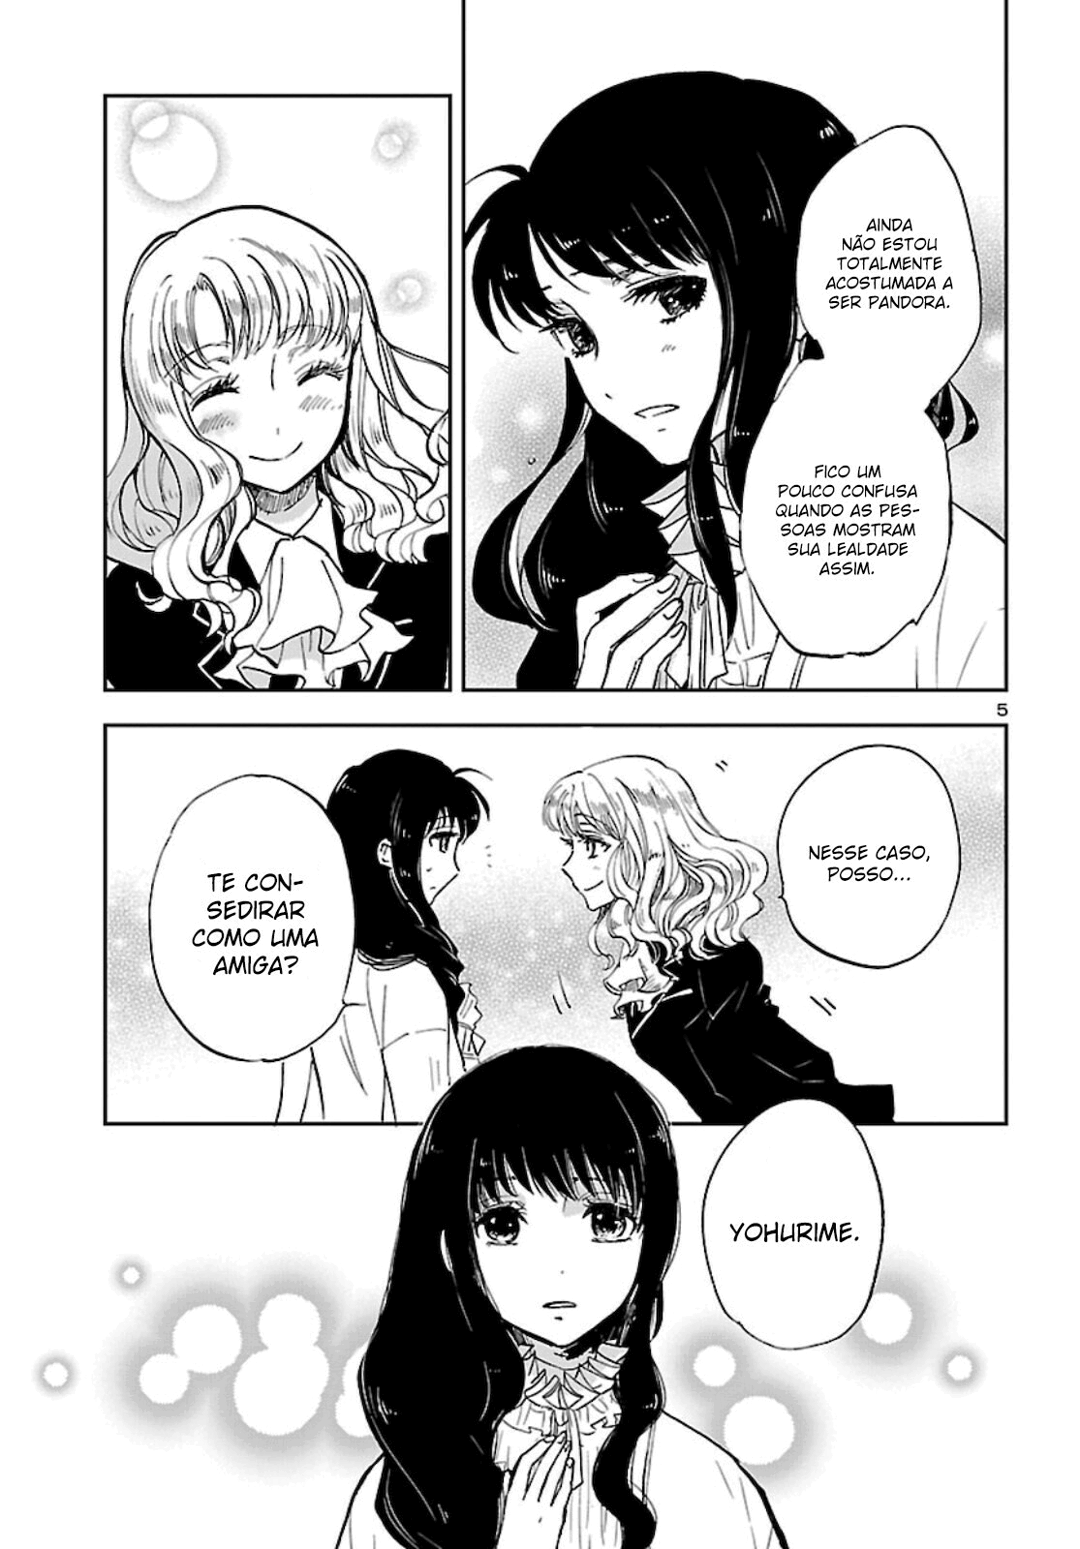 AINDA
NÃO ESTOU
TOTALMENTE
ACOSTUMADA A
SER PANDORA.
FICO UM
POUCO CONFUSA
QUANDO AS PES-
SOAS MOSTRAM
SUA LEALDADE
ASSIM.
5
NESSE CASO,
POSSO...
TE CON-
SEDIRAR
COMO UMA
AMIGA?
YOHURIME.